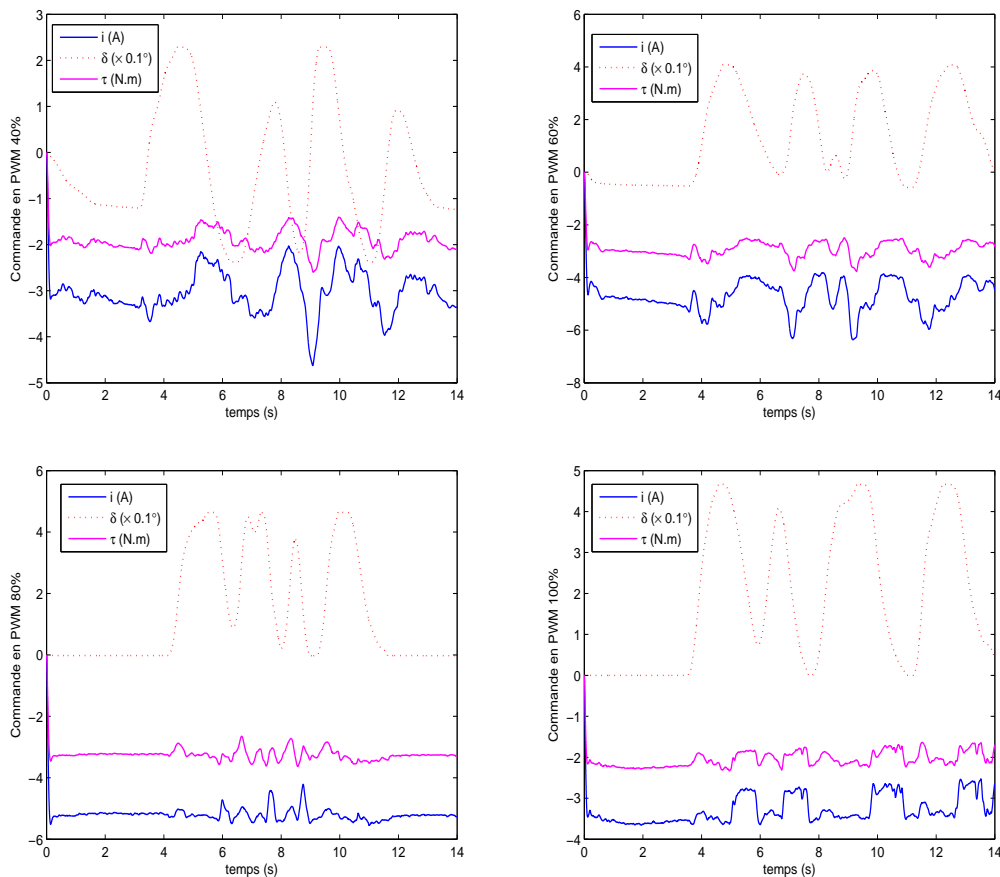 Commande en PWM 40%
3
2
1
0
−1
−2
−3
−4
−5
i (A)
δ (× 0.1°)
τ (N.m)
0 2 4 6 8 10 12 14
temps (s)
Commande en PWM 60%
6
4
2
0
−2
−4
−6
−8
i (A)
δ (× 0.1°)
τ (N.m)
0 2 4 6 8 10 12 14
temps (s)
Commande en PWM 80%
6
4
2
0
−2
−4
−6
i (A)
δ (× 0.1°)
τ (N.m)
0 2 4 6 8 10 12 14
temps (s)
Commande en PWM 100%
5
4
3
2
1
0
−1
−2
−3
−4
i (A)
δ (× 0.1°)
τ (N.m)
0 2 4 6 8 10 12 14
temps (s)